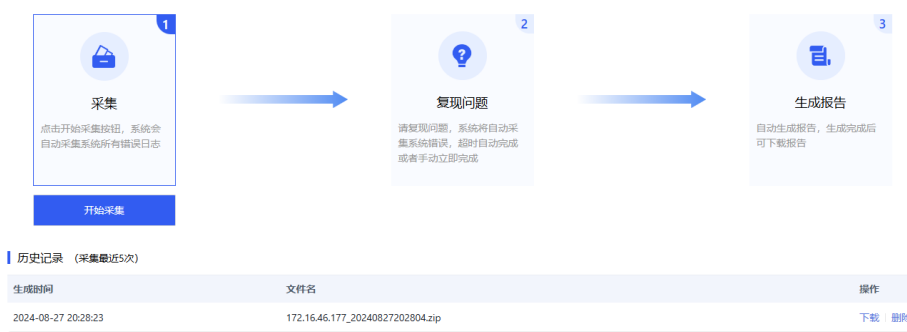 1
采集
点击开始采集按钮，系统会
自动采集系统所有错误日志
开始采集
2
复现问题
请复现问题，系统将自动采
集系统错误，超时自动完成
或者手动立即完成
3
生成报告
自动生成报告，生成完成后
可下载报告
历史记录 （采集最近5次）
生成时间 文件名 操作
2024-08-27 20:28:23 172.16.46.177_20240827202804.zip 下载 删除